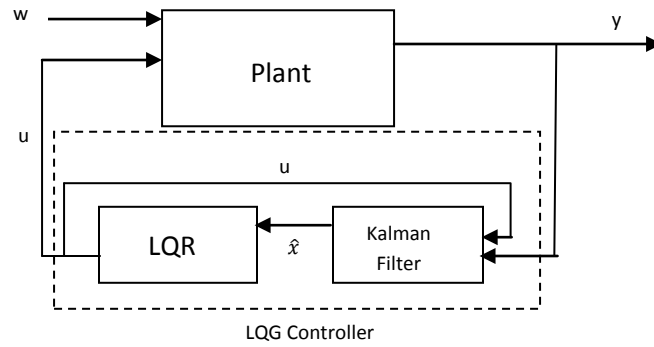 w
y
Plant
u
u
LQR
x̂
Kalman
Filter
LQG Controller